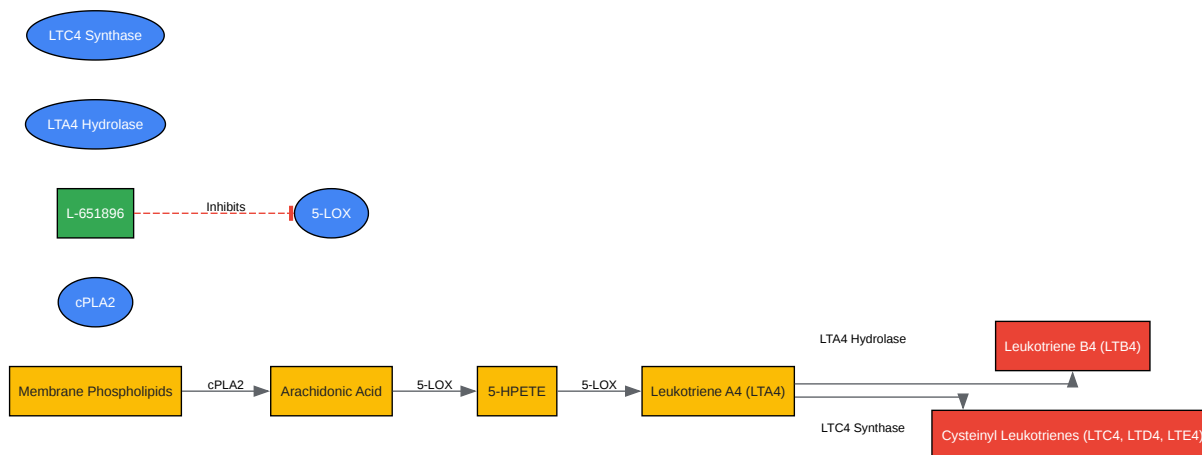 LTC4 Synthase
LTA4 Hydrolase
L-651896
Inhibits
5-LOX
cPLA2
LTA4 Hydrolase
Leukotriene B4 (LTB4)
Membrane Phospholipids
cPLA2
Arachidonic Acid
5-LOX
5-HPETE
5-LOX
Leukotriene A4 (LTA4)
LTC4 Synthase
Cysteinyl Leukotrienes (LTC4, LTD4, LTE4)